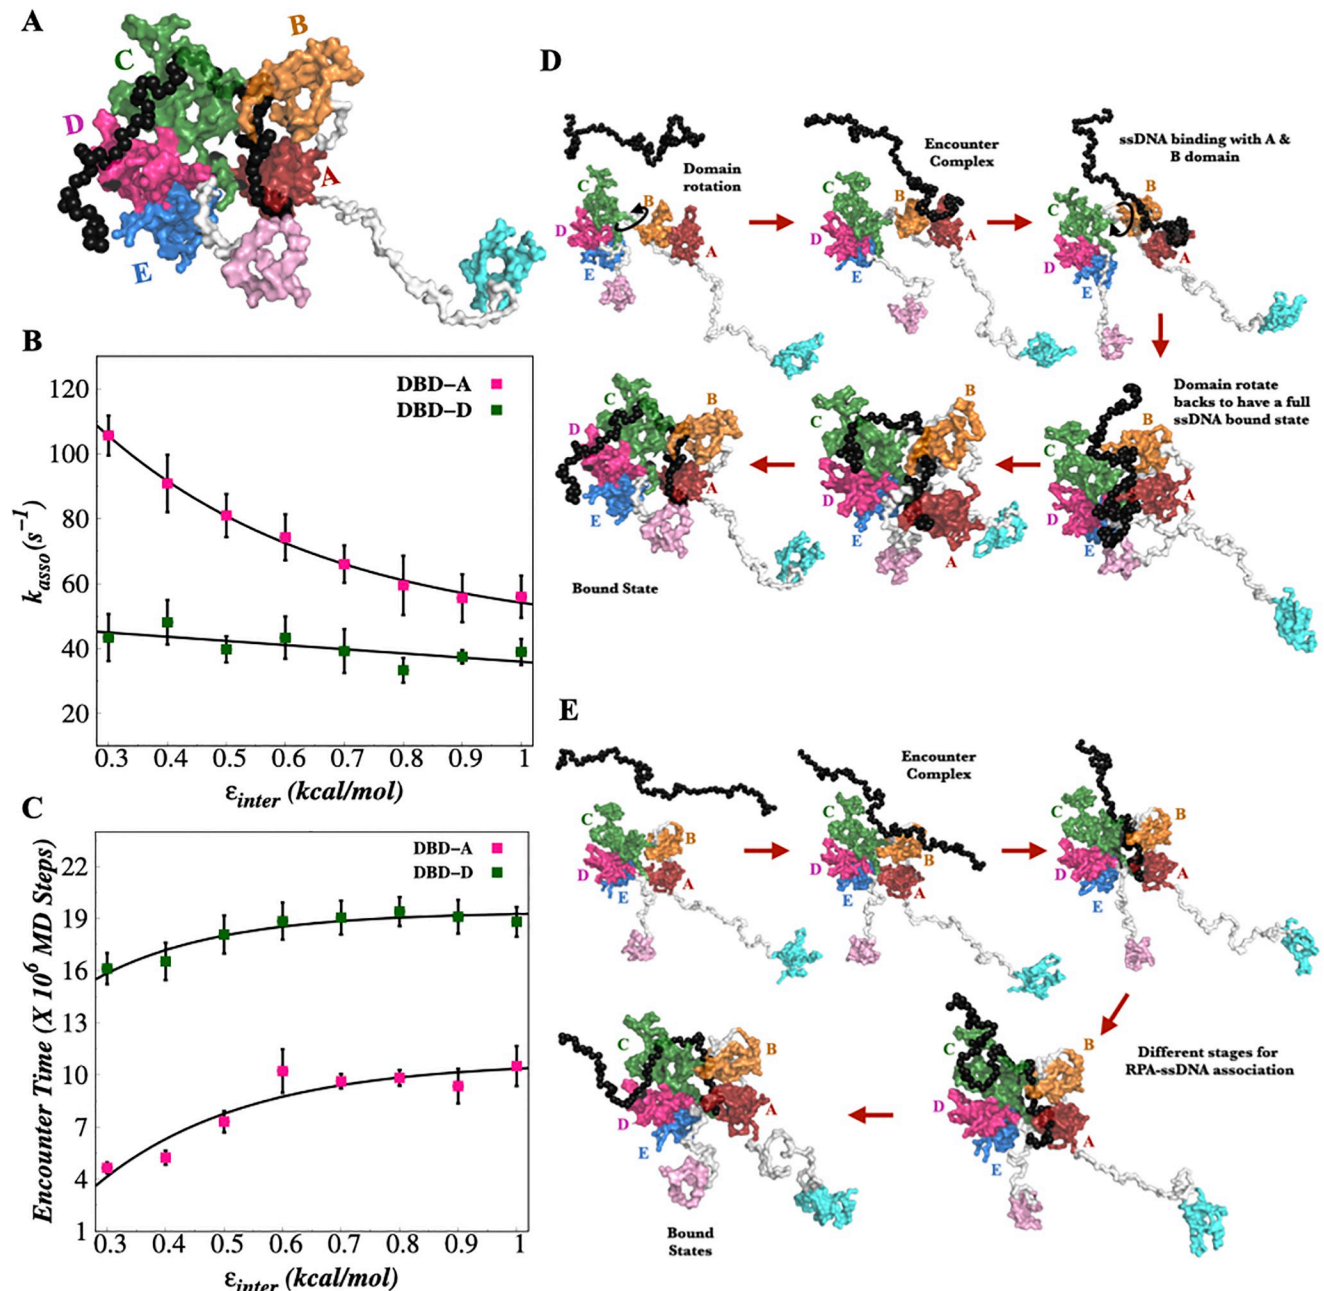 A
B
C
D
A
E
B
DBD–A
DBD–D
120
100
80
60
40
20
k_asso (s⁻¹)
0.3 0.4 0.5 0.6 0.7 0.8 0.9 1
ε_inter (kcal/mol)
C
DBD–A
DBD–D
22
19
16
13
10
7
4
1
Encounter Time (X 10⁶ MD Steps)
0.3 0.4 0.5 0.6 0.7 0.8 0.9 1
ε_inter (kcal/mol)
D
Domain
rotation
C
B
D
A
E
Encounter
Complex
C
B
D
A
E
ssDNA binding with A &
B domain
C
B
D
A
E
Domain rotate
backs to have a full
ssDNA bound state
C
B
D
A
E
B
C
D
E
A
C
B
D
A
E
Bound State
E
C
B
D
A
E
Encounter
Complex
C
B
D
A
E
C
B
D
A
E
Different stages for
RPA-ssDNA association
C
B
D
A
E
C
B
D
A
E
Bound
States